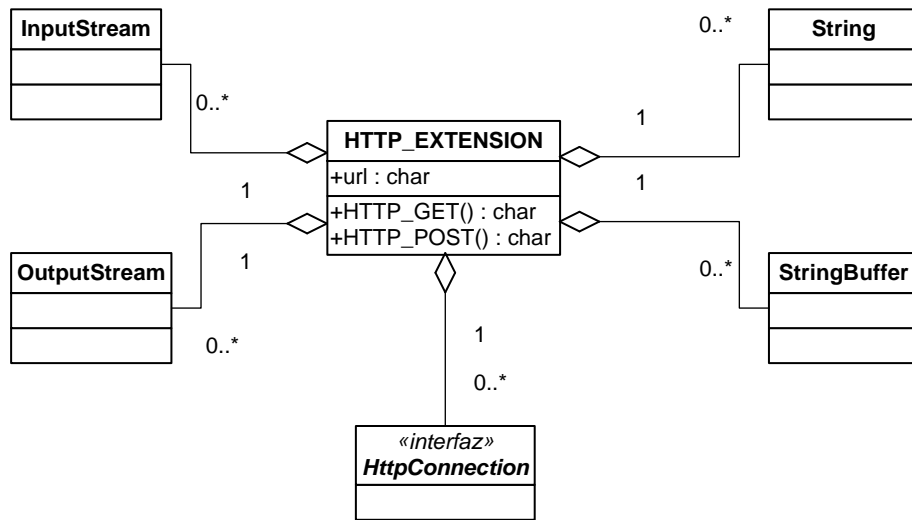 InputStream
0..*
String
0..*
1
HTTP_EXTENSION
+url : char
+HTTP_GET() : char
+HTTP_POST() : char
1
1
1
OutputStream
0..*
0..*
StringBuffer
1
0..*
«interfaz»
HttpConnection